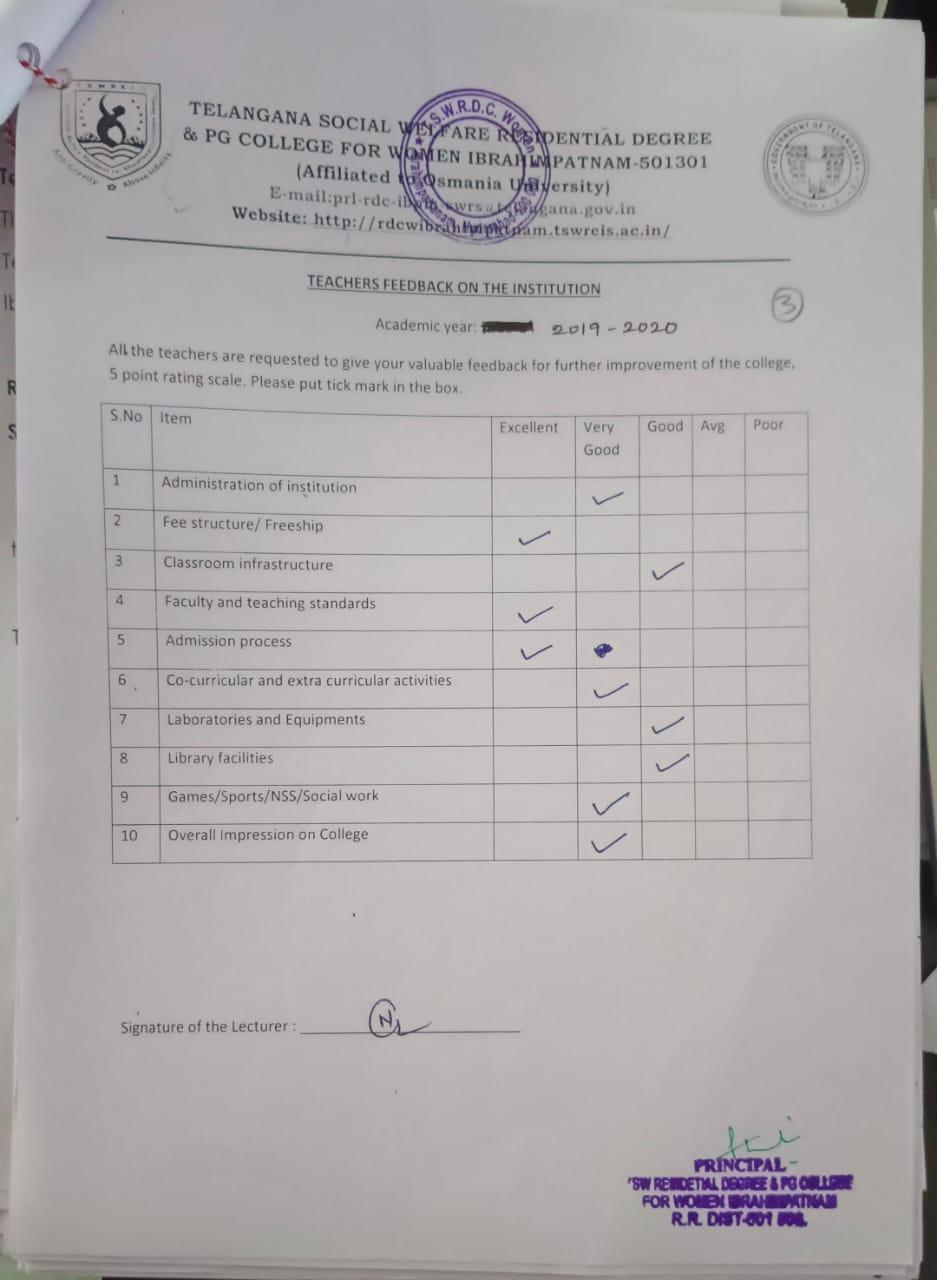 TELANGANA SOCIAL WELFARE RESIDENTIAL DEGREE
& PG COLLEGE FOR WOMEN IBRAHIMPATNAM-501301
(Affiliated to Osmania University)
Website: http://rdcwibrahimpatnam.tswreis.ac.in/
TEACHERS FEEDBACK ON THE INSTITUTION
3
Academic year: 2019-2020
All the teachers are requested to give your valuable feedback for further improvement of the college,
5 point rating scale. Please put tick mark in the box.
S.No Item Excellent Very Good Good Avg Poor
1 Administration of institution ✓
2 Fee structure/ Freeship ✓
3 Classroom infrastructure ✓
4 Faculty and teaching standards ✓
5 Admission process ✓
6 Co-curricular and extra curricular activities ✓
7 Laboratories and Equipments ✓
8 Library facilities ✓
9 Games/Sports/NSS/Social work ✓
10 Overall Impression on College ✓
Signature of the Lecturer :
PRINCIPAL
FOR WOMEN IBRAHIMPATNAM
R.R. DIST-501